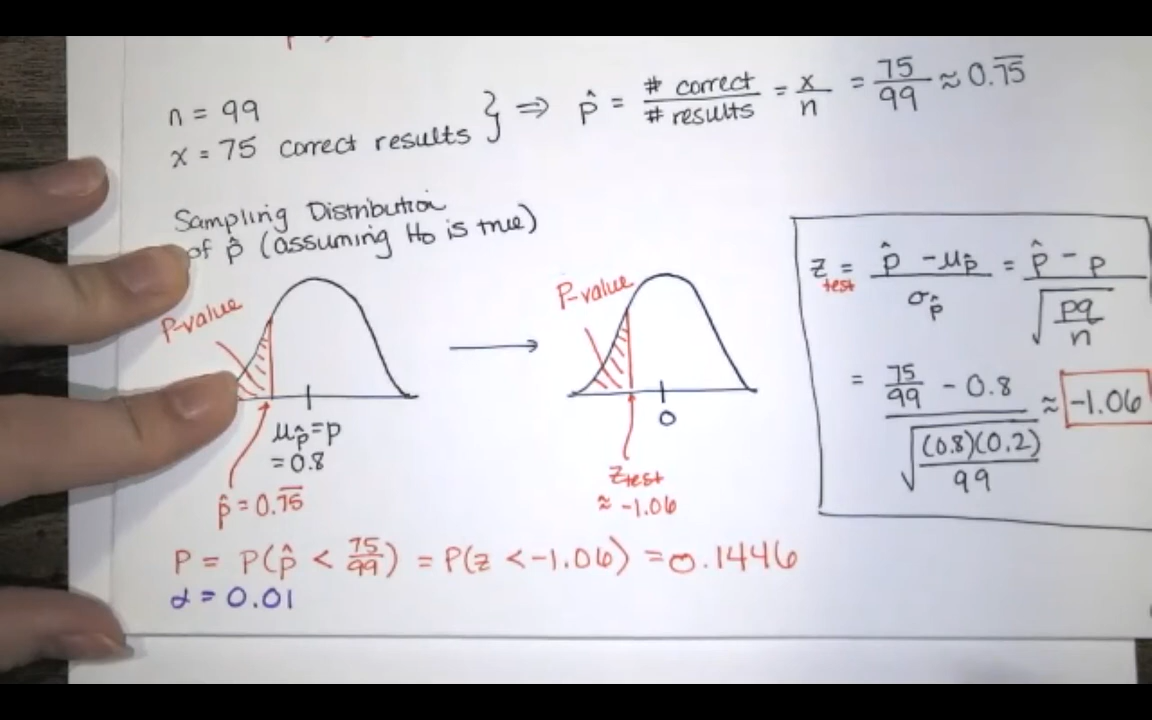 n = 99
x = 75 correct results } ⇒ p̂ = # correct / # results = x/n = 75/99 ≈ 0.7̅5̅
Sampling Distribution
of p̂ (assuming H₀ is true)
P-value
P-value
μp̂ = p
= 0.8
p̂ = 0.7̅5̅
0
Ztest
≈ -1.06
Z test = (p̂ - μp̂) / σp̂ = (p̂ - p) / √(pq/n)
= (75/99 - 0.8) / √((0.8)(0.2)/99) ≈ -1.06
P = P(p̂ < 75/99) = P(z < -1.06) = 0.1446
α = 0.01